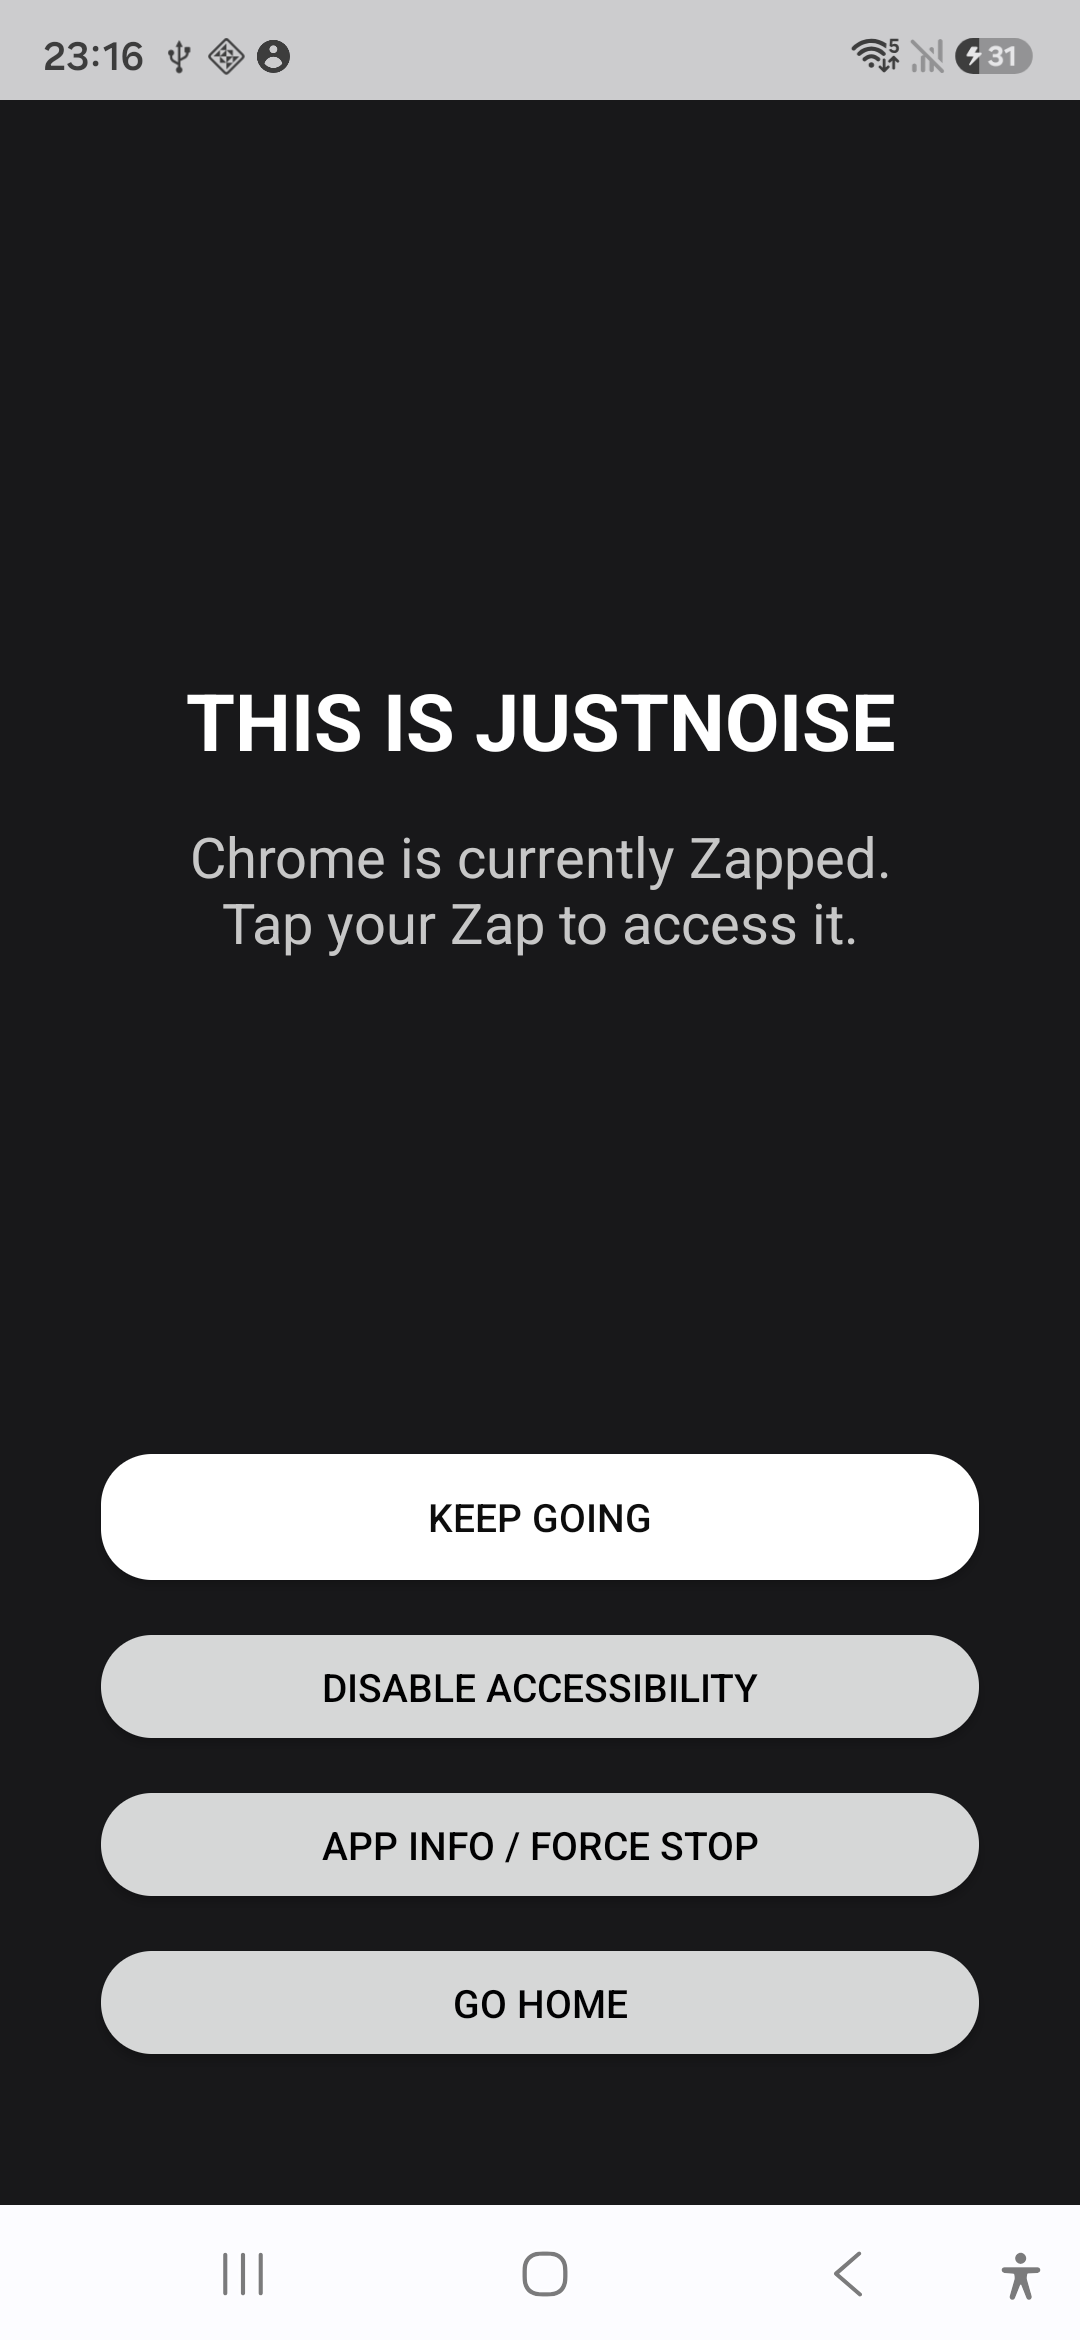 23:16
5
31
THIS IS JUSTNOISE
Chrome is currently Zapped.
Tap your Zap to access it.
KEEP GOING
DISABLE ACCESSIBILITY
APP INFO / FORCE STOP
GO HOME